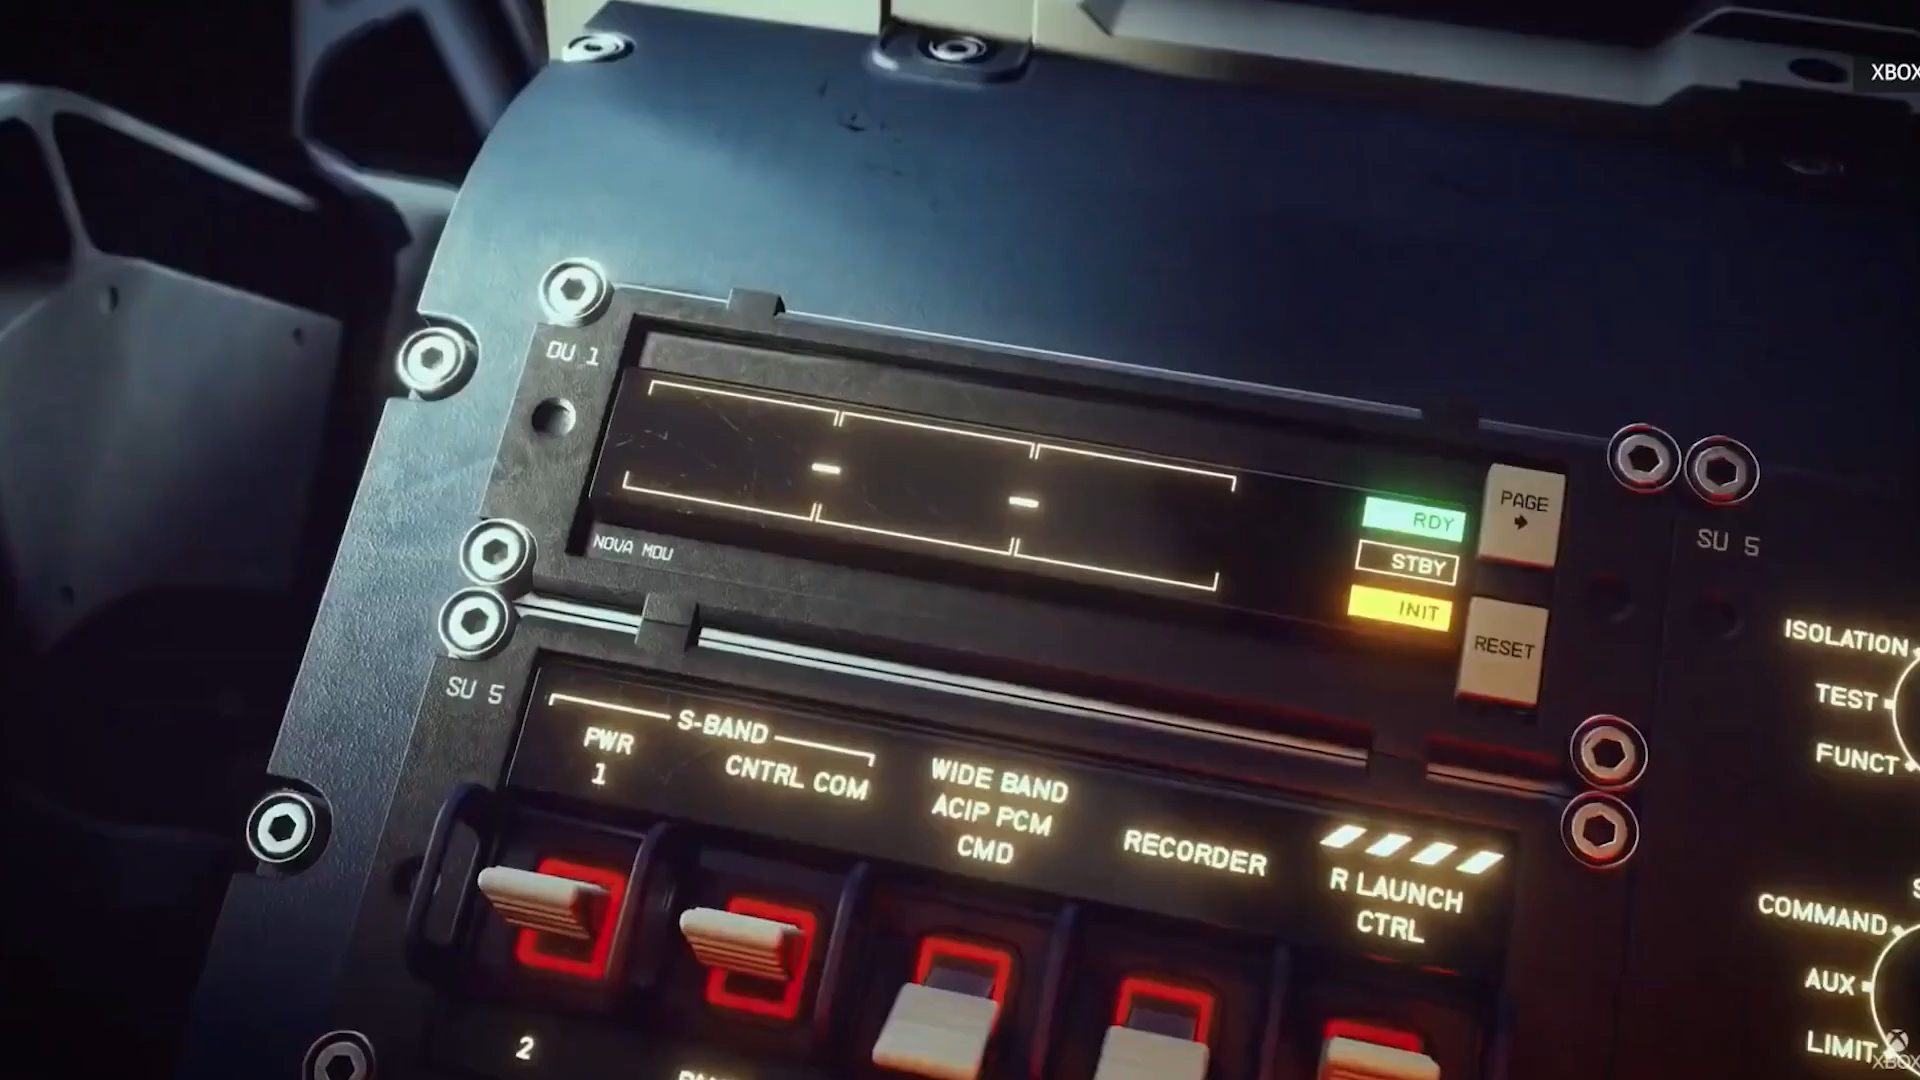 XBOX
DU 1
NOVA MDU
RDY
STBY
INIT
PAGE
RESET
SU 5
SU 5
S-BAND
PWR
1
CNTRL COM
WIDE BAND
ACIP PCM
CMD
RECORDER
R LAUNCH
CTRL
2
ISOLATION
TEST
FUNCT
COMMAND
AUX
LIMIT
XBOX